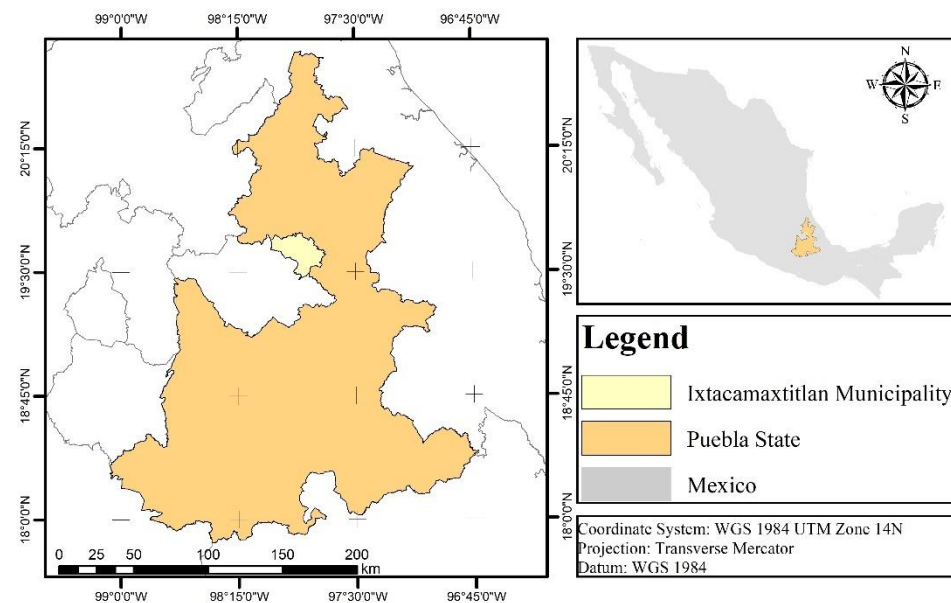 99°0'0"W 98°15'0"W 97°30'0"W 96°45'0"W
20°15'0"N
19°30'0"N
18°45'0"N
18°0'0"N
0 25 50 100 150 200
km
99°0'0"W 98°15'0"W 97°30'0"W 96°45'0"W
20°15'0"N
19°30'0"N
18°45'0"N
18°0'0"N
N
W E
S
Legend
Ixtacamaxtitlan Municipality
Puebla State
Mexico
Coordinate System: WGS 1984 UTM Zone 14N
Projection: Transverse Mercator
Datum: WGS 1984